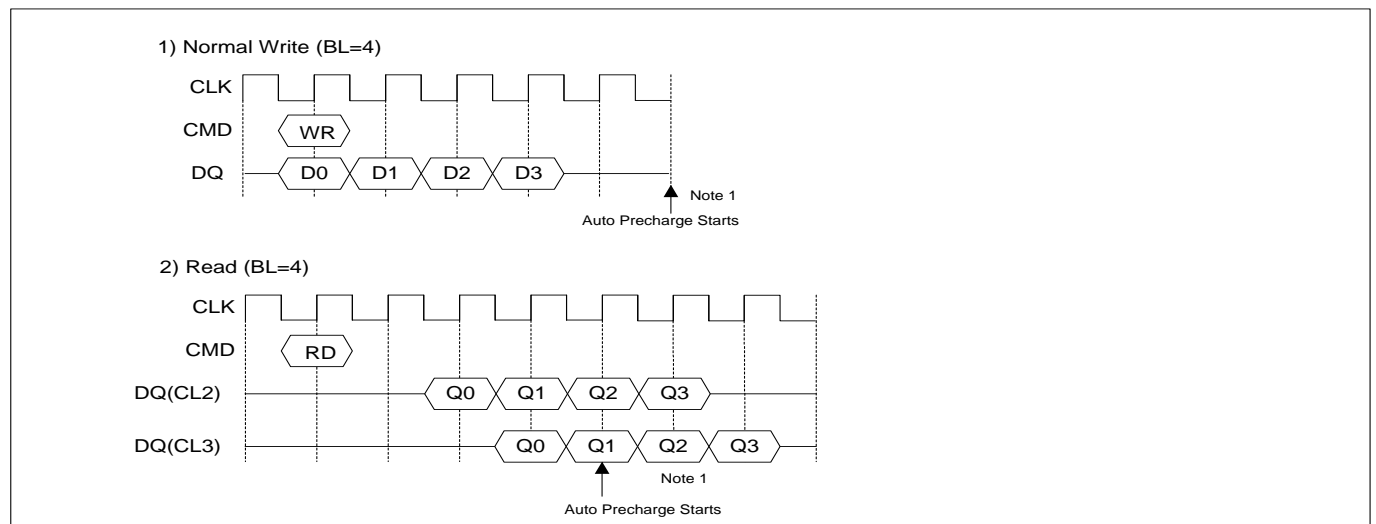 1) Normal Write (BL=4)
CLK
CMD WR
DQ D0 D1 D2 D3
Note 1
Auto Precharge Starts
2) Read (BL=4)
CLK
CMD RD
DQ(CL2) Q0 Q1 Q2 Q3
DQ(CL3) Q0 Q1 Q2 Q3
Note 1
Auto Precharge Starts